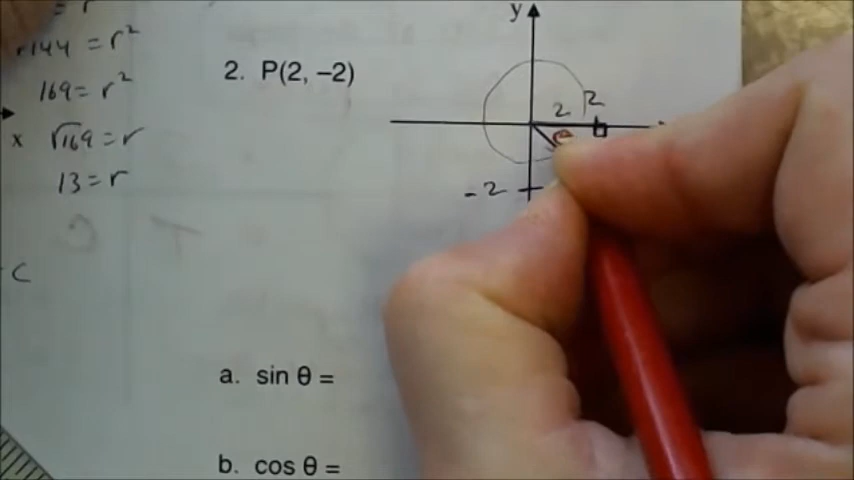 = r
144 = r²
169 = r²
x √169 = r
13 = r
C
2. P(2, −2)
y
2 2
-2
a. sin θ =
b. cos θ =